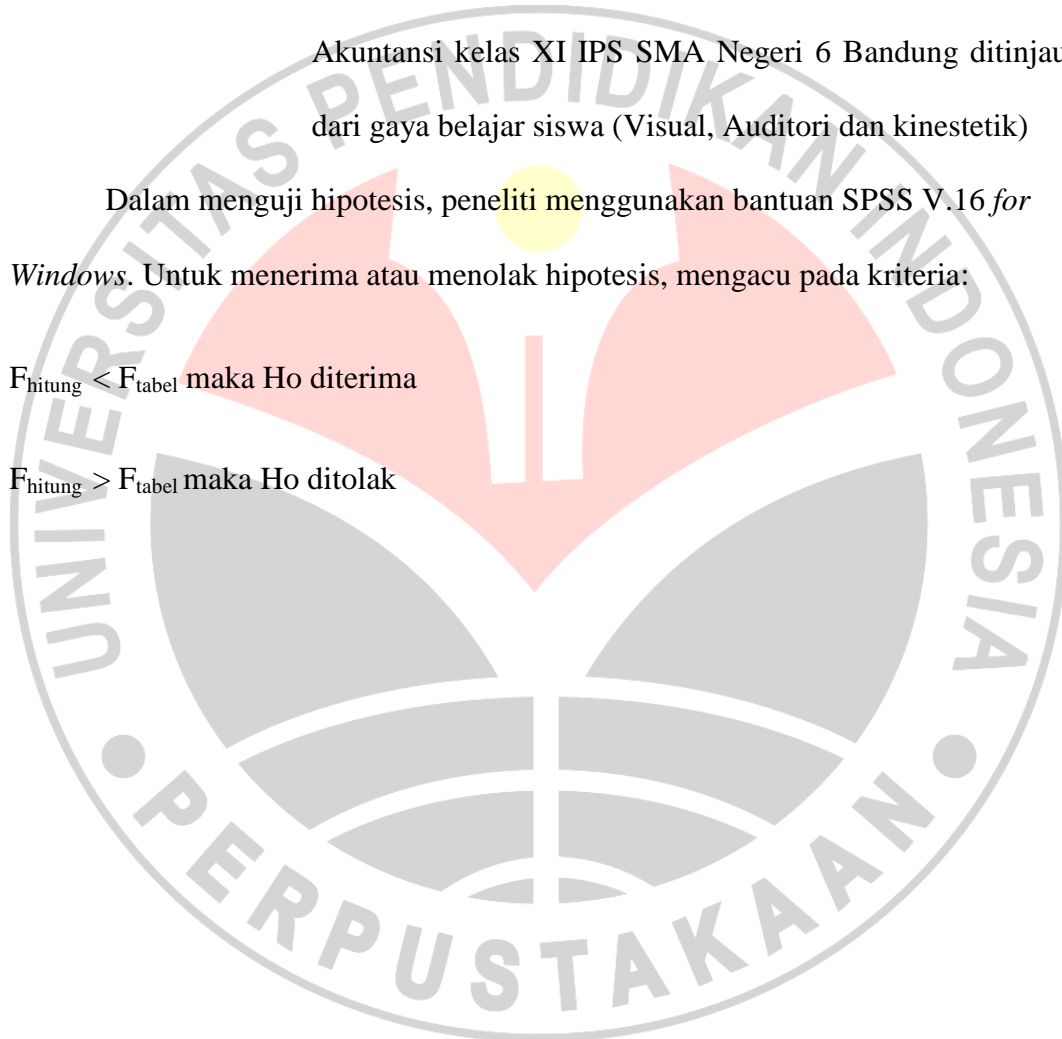 Akuntansi kelas XI IPS SMA Negeri 6 Bandung ditinjau
dari gaya belajar siswa (Visual, Auditori dan kinestetik)
Dalam menguji hipotesis, peneliti menggunakan bantuan SPSS V.16 for
Windows. Untuk menerima atau menolak hipotesis, mengacu pada kriteria:
Fhitung < Ftabel maka Ho diterima
Fhitung > Ftabel maka Ho ditolak
UNIVERSITAS PENDIDIKAN INDONESIA
PERPUSTAKAAN